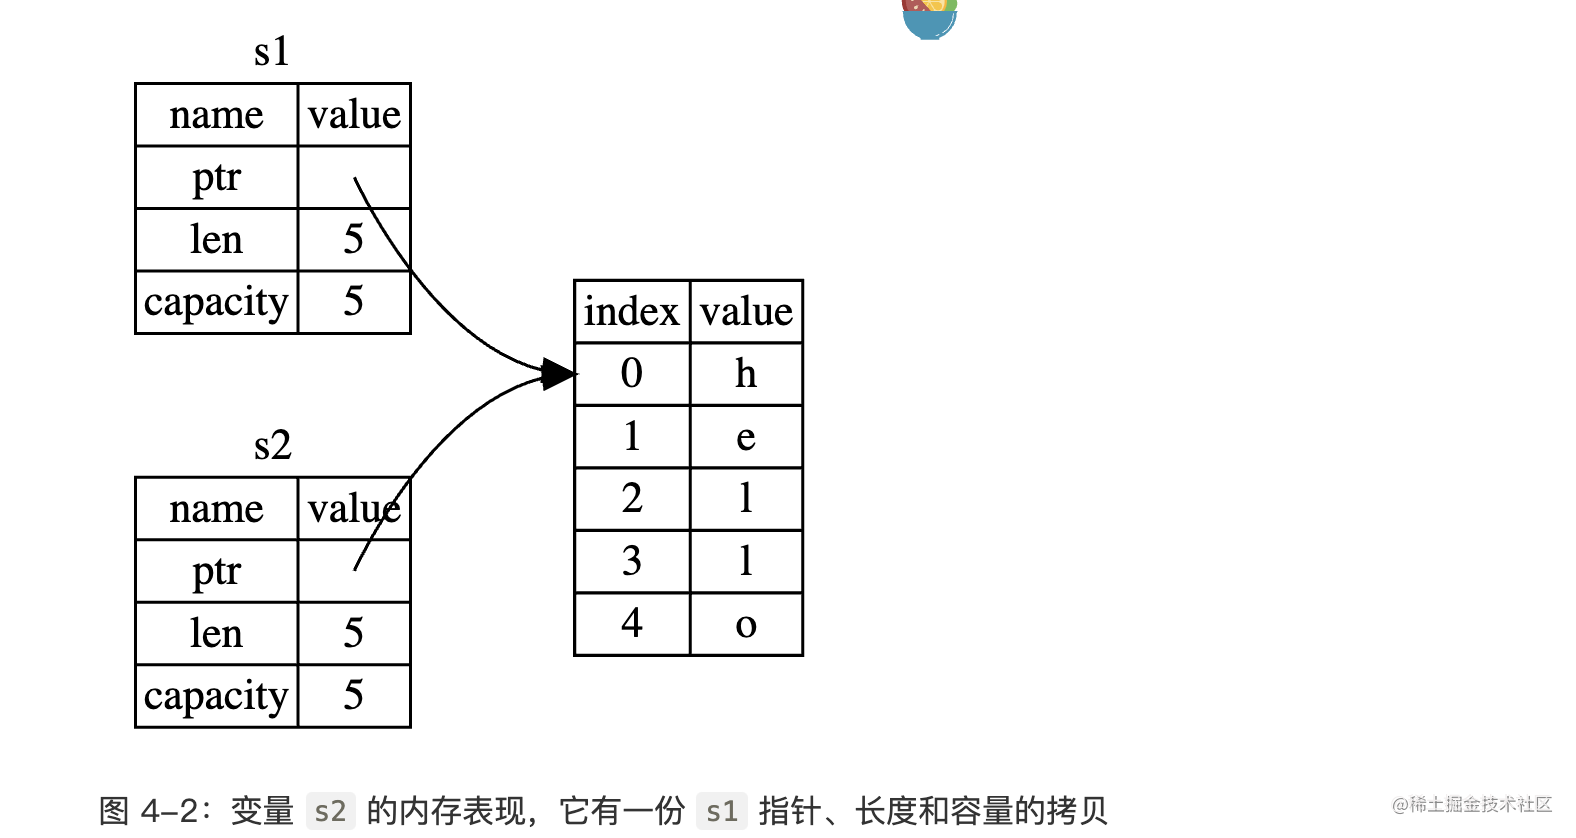 s1
name value
ptr
len 5
capacity 5
s2
name value
ptr
len 5
capacity 5
index value
0 h
1 e
2 l
3 l
4 o
图 4-2：变量 s2 的内存表现，它有一份 s1 指针、长度和容量的拷贝
@稀土掘金技术社区